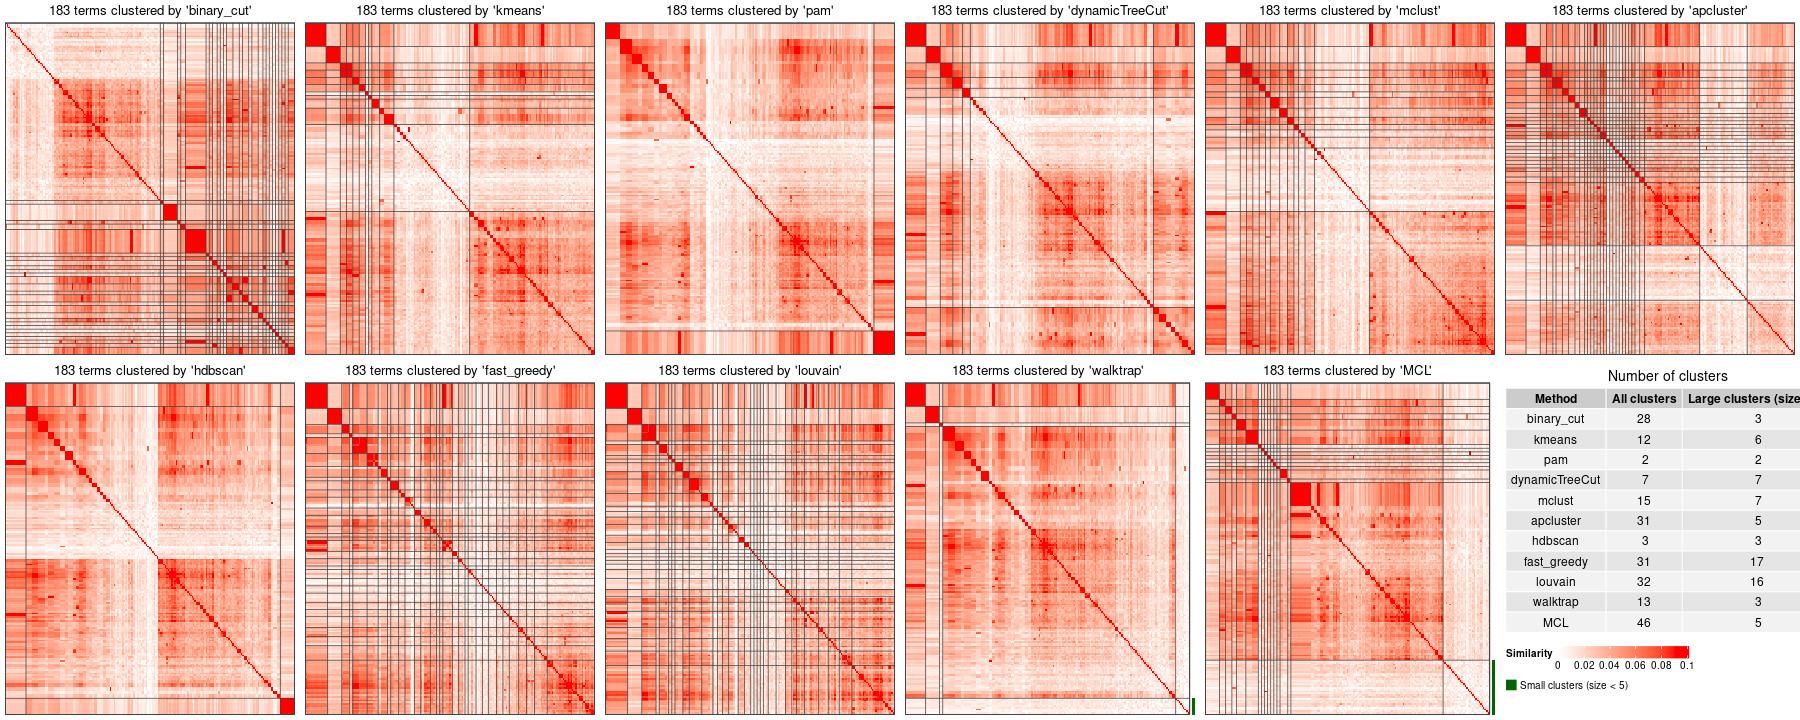 183 terms clustered by 'binary_cut'
183 terms clustered by 'kmeans'
183 terms clustered by 'pam'
183 terms clustered by 'dynamicTreeCut'
183 terms clustered by 'mclust'
183 terms clustered by 'apcluster'
183 terms clustered by 'hdbscan'
183 terms clustered by 'fast_greedy'
183 terms clustered by 'louvain'
183 terms clustered by 'walktrap'
183 terms clustered by 'MCL'
Number of clusters
Method All clusters Large clusters (size
binary_cut 28 3
kmeans 12 6
pam 2 2
dynamicTreeCut 7 7
mclust 15 7
apcluster 31 5
hdbscan 3 3
fast_greedy 31 17
louvain 32 16
walktrap 13 3
MCL 46 5
Similarity
0 0.02 0.04 0.06 0.08 0.1
Small clusters (size < 5)